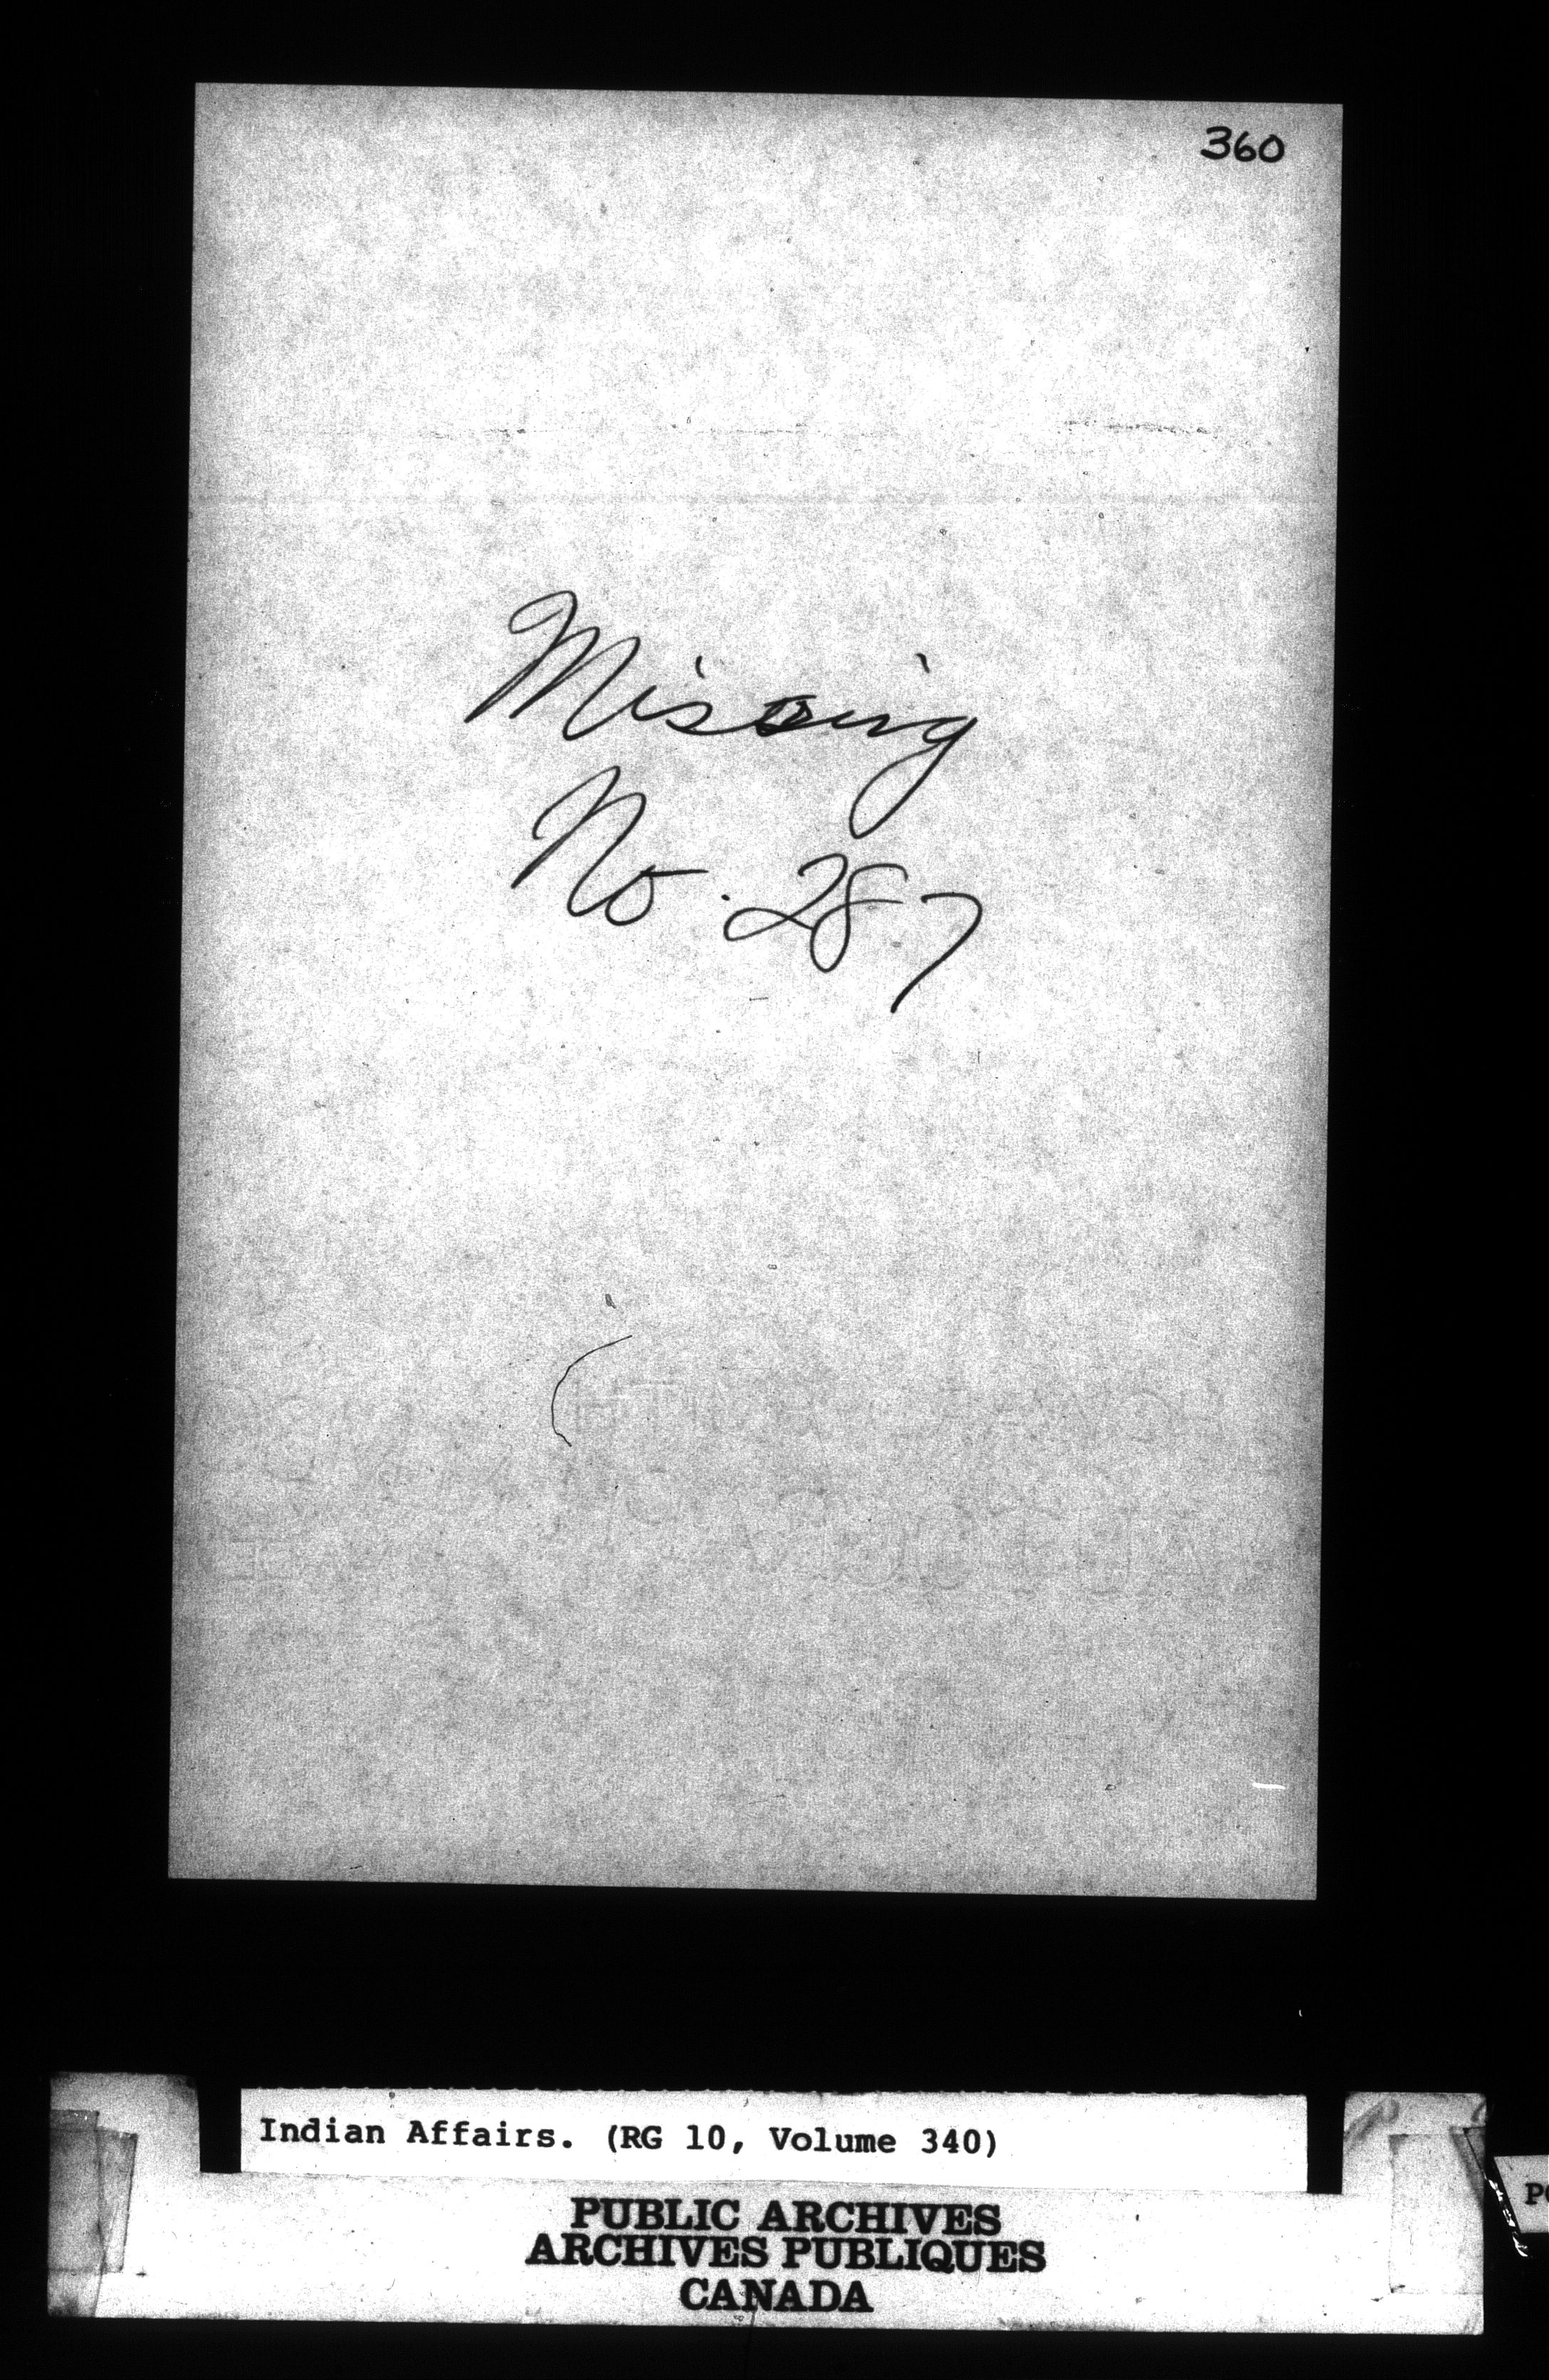 360
Missing
No. 287
Indian Affairs. (RG 10, Volume 340)
PUBLIC ARCHIVES
ARCHIVES PUBLIQUES
CANADA